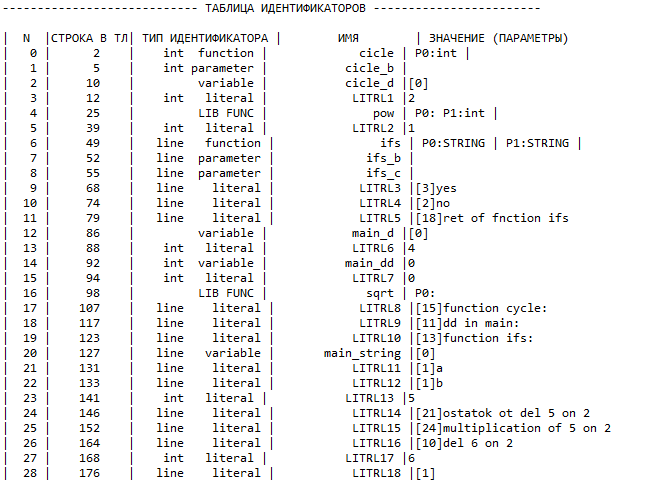 ---------------------------- ТАБЛИЦА ИДЕНТИФИКАТОРОВ ------------------------
| N |СТРОКА В ТЛ| ТИП ИДЕНТИФИКАТОРА | ИМЯ | ЗНАЧЕНИЕ (ПАРАМЕТРЫ)
| 0 | 2 | int function | cicle | P0:int |
| 1 | 5 | int parameter | cicle_b |
| 2 | 10 | variable | cicle_d |[0]
| 3 | 12 | int literal | LITRL1 |2
| 4 | 25 | LIB FUNC | pow | P0: P1:int |
| 5 | 39 | int literal | LITRL2 |1
| 6 | 49 | line function | ifs | P0:STRING | P1:STRING |
| 7 | 52 | line parameter | ifs_b |
| 8 | 55 | line parameter | ifs_c |
| 9 | 68 | line literal | LITRL3 |[3]yes
| 10 | 74 | line literal | LITRL4 |[2]no
| 11 | 79 | line literal | LITRL5 |[18]ret of fnction ifs
| 12 | 86 | variable | main_d |[0]
| 13 | 88 | int literal | LITRL6 |4
| 14 | 92 | int variable | main_dd |0
| 15 | 94 | int literal | LITRL7 |0
| 16 | 98 | LIB FUNC | sqrt | P0:
| 17 | 107 | line literal | LITRL8 |[15]function cycle:
| 18 | 117 | line literal | LITRL9 |[11]dd in main:
| 19 | 123 | line literal | LITRL10 |[13]function ifs:
| 20 | 127 | line variable | main_string |[0]
| 21 | 131 | line literal | LITRL11 |[1]a
| 22 | 133 | line literal | LITRL12 |[1]b
| 23 | 141 | int literal | LITRL13 |5
| 24 | 146 | line literal | LITRL14 |[21]ostatok ot del 5 on 2
| 25 | 152 | line literal | LITRL15 |[24]multiplication of 5 on 2
| 26 | 164 | line literal | LITRL16 |[10]del 6 on 2
| 27 | 168 | int literal | LITRL17 |6
| 28 | 176 | line literal | LITRL18 |[1]